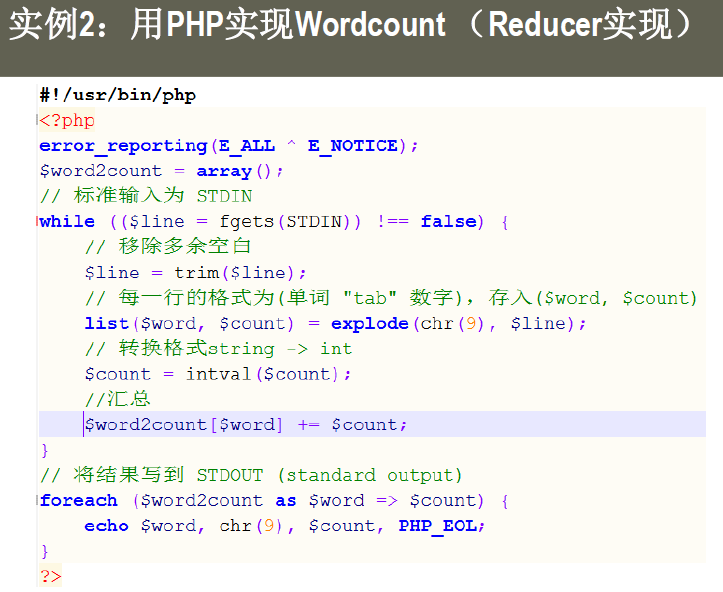 实例2：用PHP实现Wordcount （Reducer实现）
#!/usr/bin/php
<?php
error_reporting(E_ALL ^ E_NOTICE);
$word2count = array();
// 标准输入为 STDIN
while (($line = fgets(STDIN)) !== false) {
    // 移除多余空白
    $line = trim($line);
    // 每一行的格式为(单词 "tab" 数字)，存入($word, $count)
    list($word, $count) = explode(chr(9), $line);
    // 转换格式string -> int
    $count = intval($count);
    //汇总
    $word2count[$word] += $count;
}
// 将结果写到 STDOUT (standard output)
foreach ($word2count as $word => $count) {
    echo $word, chr(9), $count, PHP_EOL;
}
?>